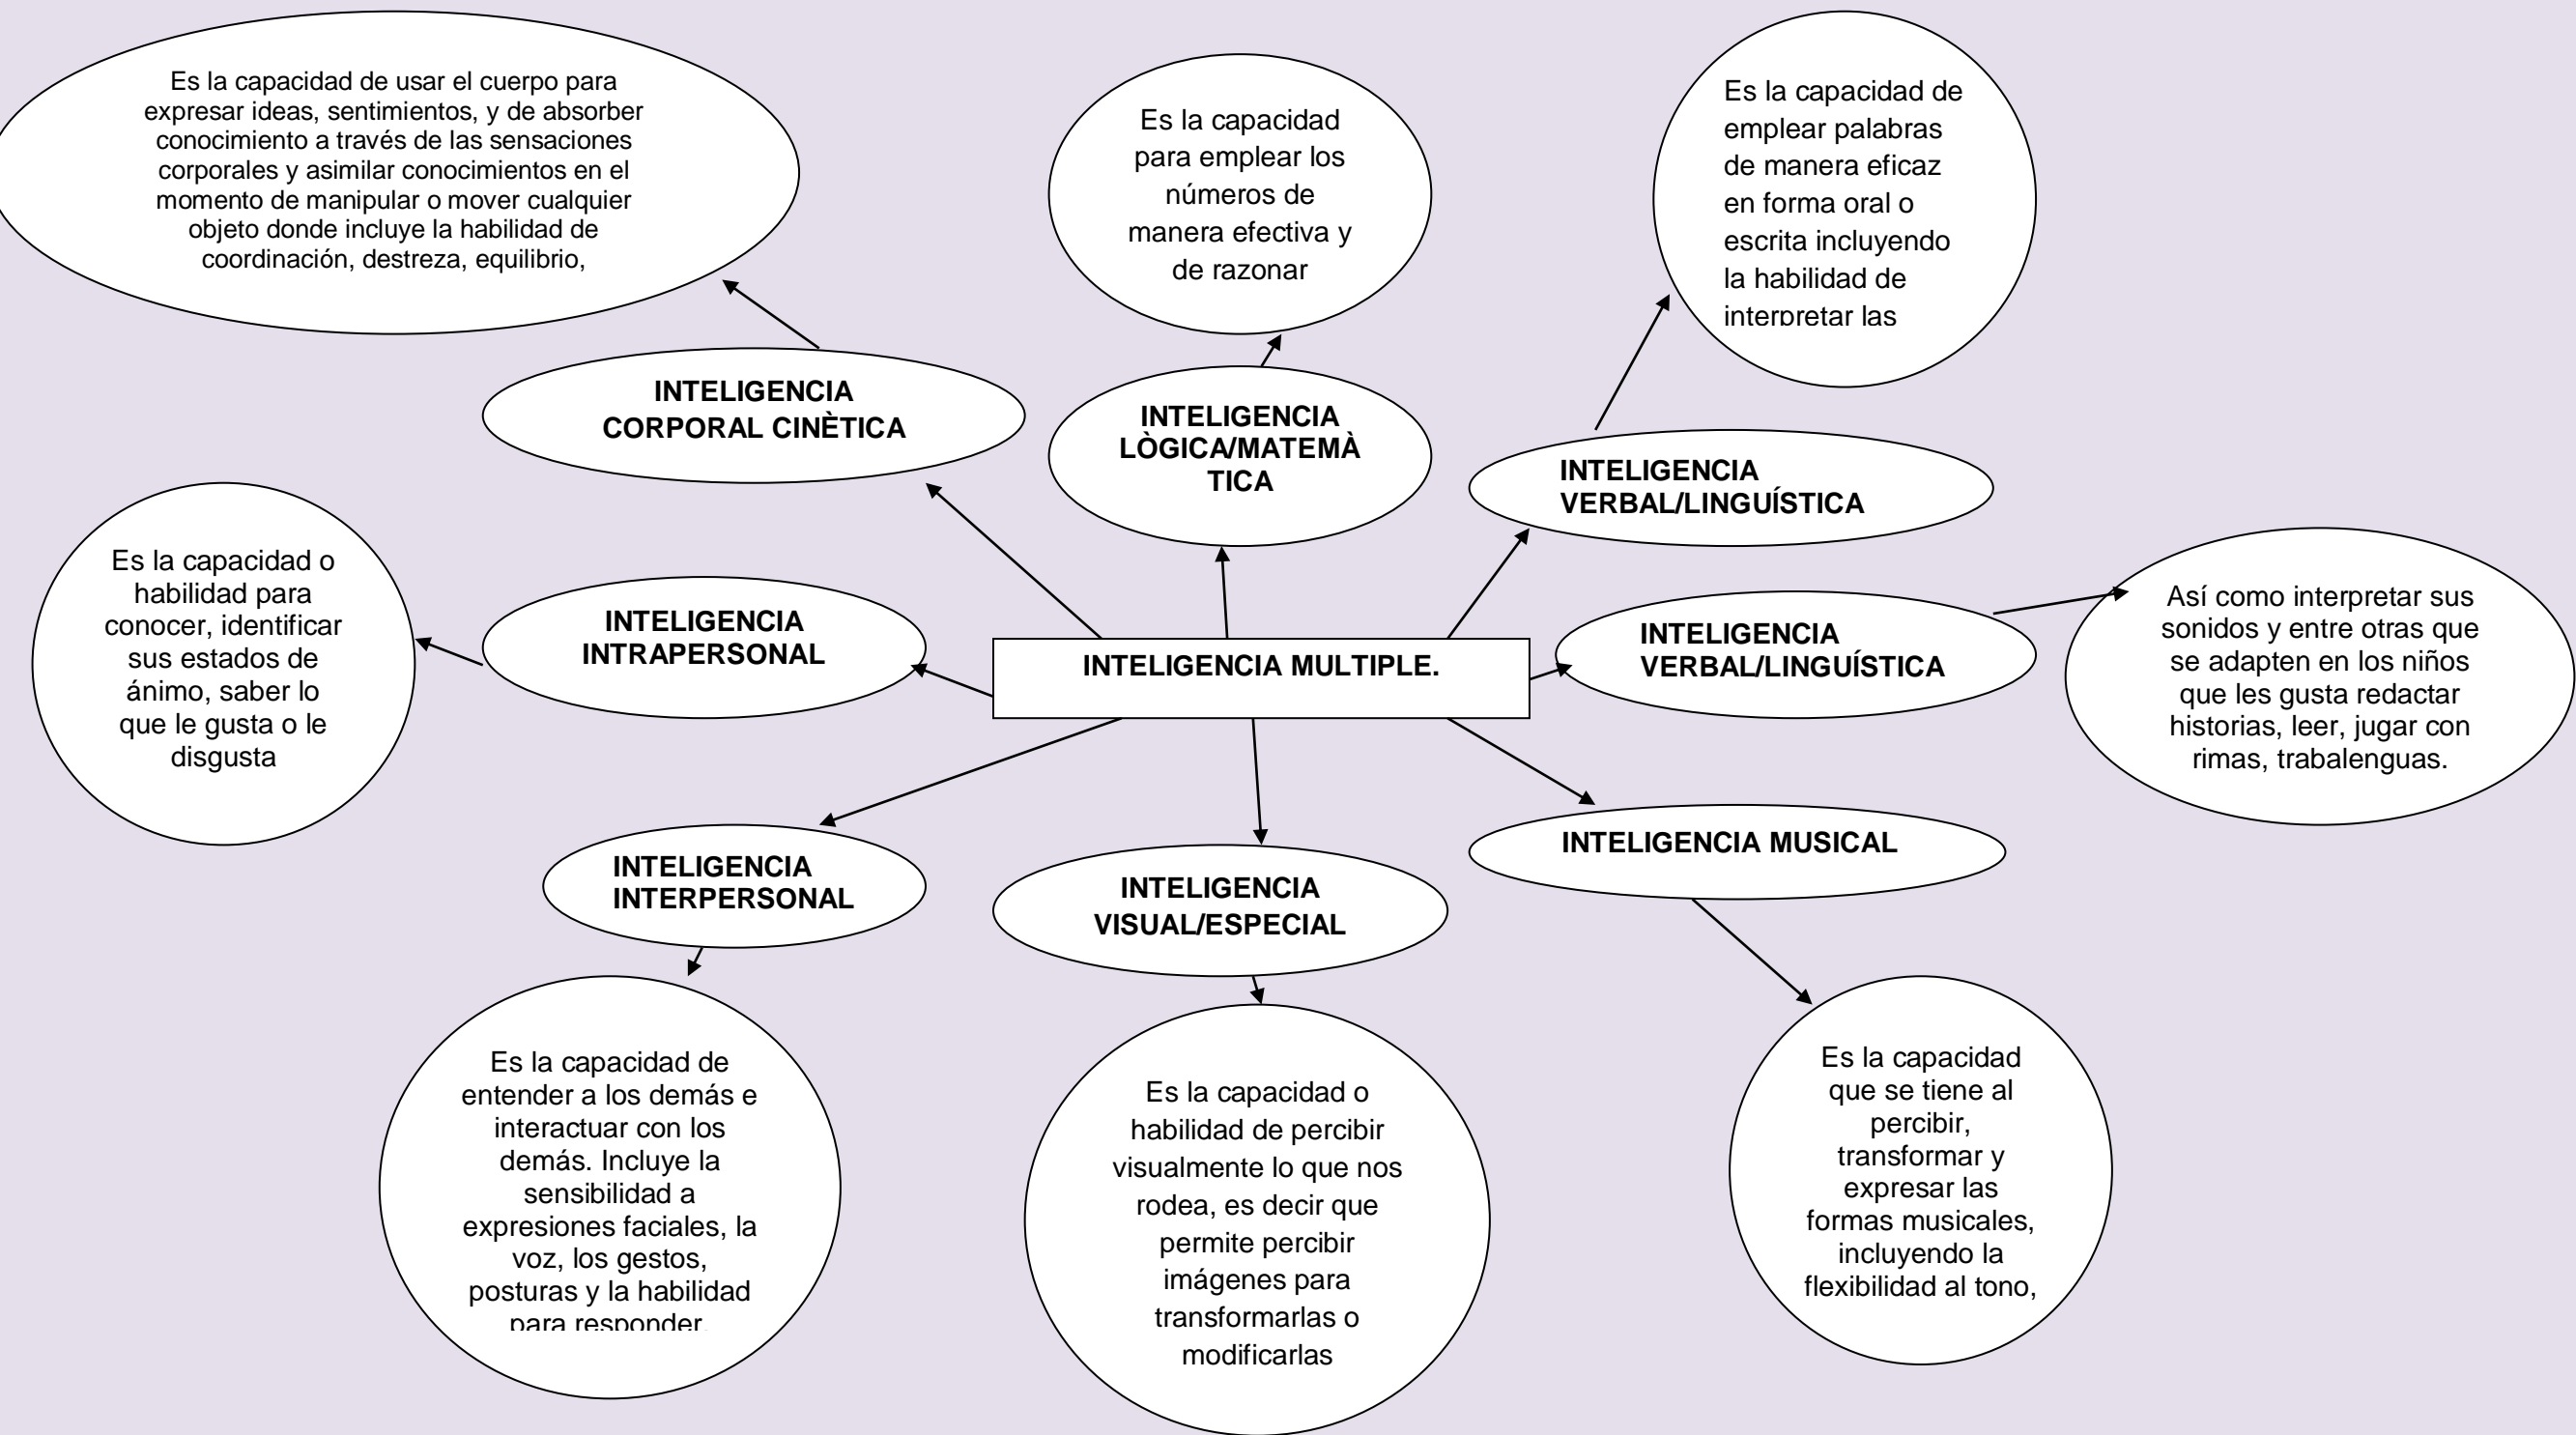 Es la capacidad de usar el cuerpo para
expresar ideas, sentimientos, y de absorber
conocimiento a través de las sensaciones
corporales y asimilar conocimientos en el
momento de manipular o mover cualquier
objeto donde incluye la habilidad de
coordinación, destreza, equilibrio,
Es la capacidad
para emplear los
números de
manera efectiva y
de razonar
Es la capacidad de
emplear palabras
de manera eficaz
en forma oral o
escrita incluyendo
la habilidad de
interpretar las
INTELIGENCIA
CORPORAL CINÈTICA
INTELIGENCIA
LÒGICA/MATEMÀ
TICA
INTELIGENCIA
VERBAL/LINGUÍSTICA
Es la capacidad o
habilidad para
conocer, identificar
sus estados de
ánimo, saber lo
que le gusta o le
disgusta
INTELIGENCIA
INTRAPERSONAL
INTELIGENCIA MULTIPLE.
INTELIGENCIA
VERBAL/LINGUÍSTICA
Así como interpretar sus
sonidos y entre otras que
se adapten en los niños
que les gusta redactar
historias, leer, jugar con
rimas, trabalenguas.
INTELIGENCIA
INTERPERSONAL
INTELIGENCIA
VISUAL/ESPECIAL
INTELIGENCIA MUSICAL
Es la capacidad de
entender a los demás e
interactuar con los
demás. Incluye la
sensibilidad a
expresiones faciales, la
voz, los gestos,
posturas y la habilidad
para responder.
Es la capacidad o
habilidad de percibir
visualmente lo que nos
rodea, es decir que
permite percibir
imágenes para
transformarlas o
modificarlas
Es la capacidad
que se tiene al
percibir,
transformar y
expresar las
formas musicales,
incluyendo la
flexibilidad al tono,